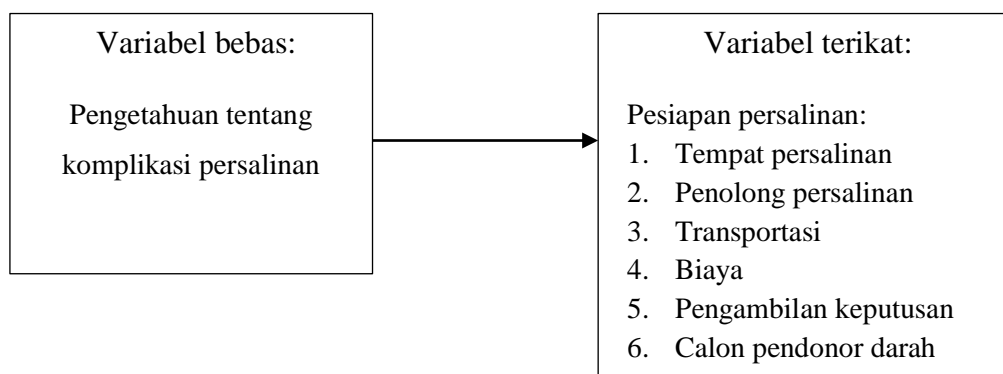 Variabel bebas:
Pengetahuan tentang
komplikasi persalinan
Variabel terikat:
Pesiapan persalinan:
1. Tempat persalinan
2. Penolong persalinan
3. Transportasi
4. Biaya
5. Pengambilan keputusan
6. Calon pendonor darah